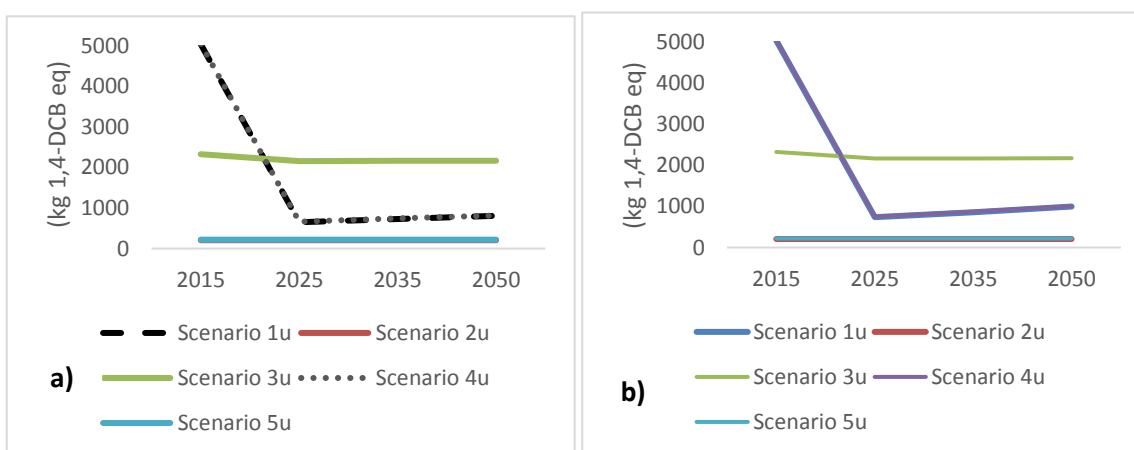 5000
4000
3000
2000
1000
0
(kg 1,4-DCB eq)
2015 2025 2035 2050
Scenario 1u Scenario 2u
Scenario 3u Scenario 4u
Scenario 5u
a)
5000
4000
3000
2000
1000
0
(kg 1,4-DCB eq)
2015 2025 2035 2050
Scenario 1u Scenario 2u
Scenario 3u Scenario 4u
Scenario 5u
b)